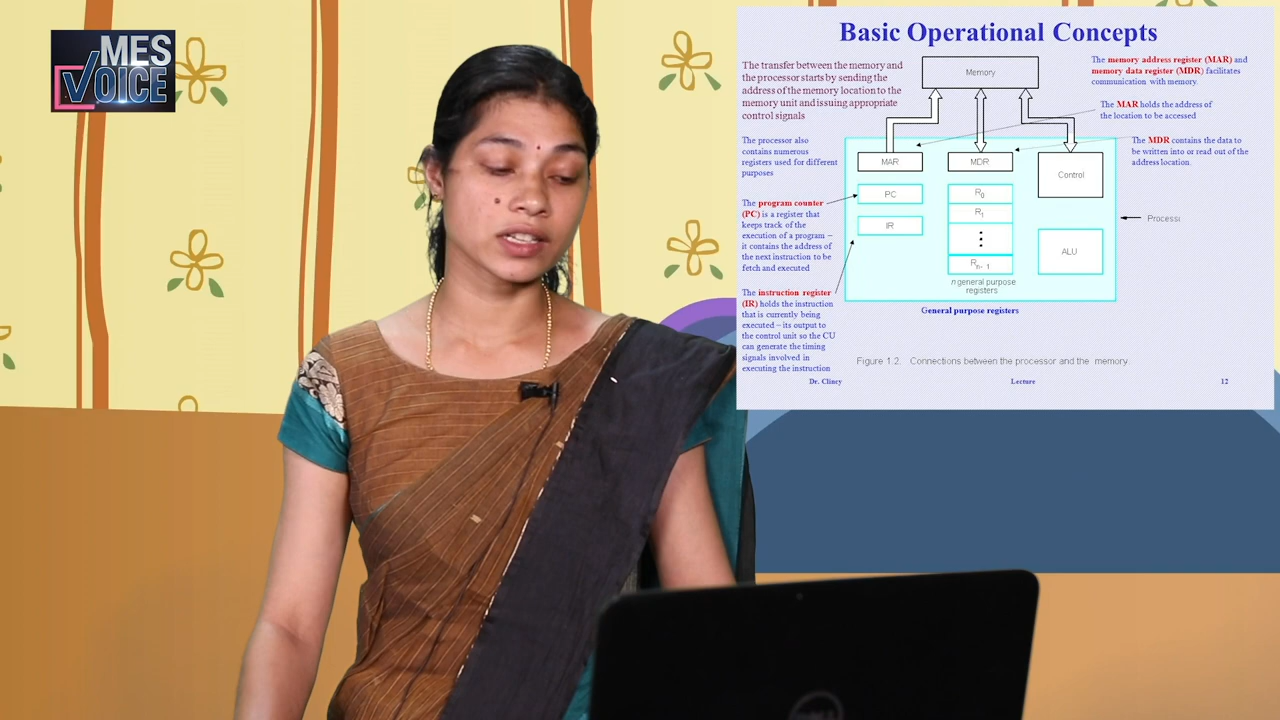 MES
VOICE
Basic Operational Concepts
The transfer between the memory and
the processor starts by sending the
address of the memory location to the
memory unit and issuing appropriate
control signals
The processor also
contains numerous
registers used for different
purposes
The program counter
(PC) is a register that
keeps track of the
execution of a program –
it contains the address of
the next instruction to be
fetch and executed
The instruction register
(IR) holds the instruction
that is currently being
executed – its output to
the control unit so the CU
can generate the timing
signals involved in
executing the instruction
Memory
The memory address register (MAR) and
memory data register (MDR) facilitates
communication with memory.
The MAR holds the address of
the location to be accessed
The MDR contains the data to
be written into or read out of the
address location.
MAR
MDR
Control
PC
R0
R1
IR
Processi
ALU
Rn- 1
n general purpose
registers
General purpose registers
Figure 1.2. Connections between the processor and the memory.
Dr. Clincy
Lecture
12
DELL